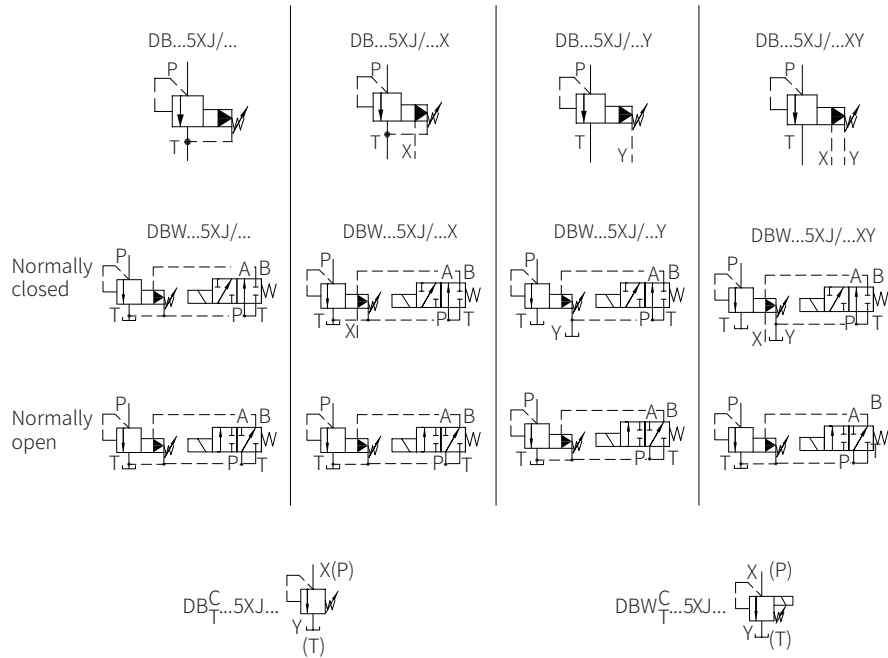 DB...5XJ/... DB...5XJ/...X DB...5XJ/...Y DB...5XJ/...XY
P P P P
T T X T Y T X Y
DBW...5XJ/... DBW...5XJ/...X DBW...5XJ/...Y DBW...5XJ/...XY
Normally
closed
P A B P A B P A B P A B
T P T T X P T T Y P T T X Y P T
Normally
open
P A B P A B P A B P A B
T P T T P T T P T T P T
X(P) X (P)
DB C/T...5XJ... DBW C/T...5XJ...
Y Y
(T) (T)